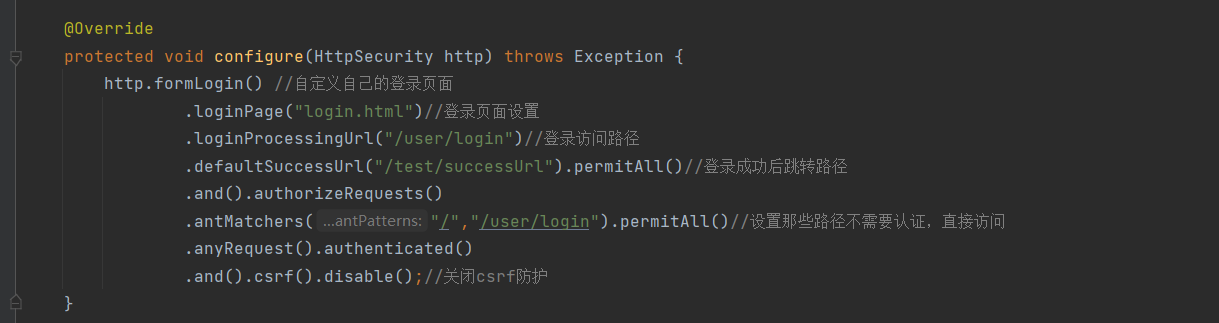 @Override
protected void configure(HttpSecurity http) throws Exception {
http.formLogin() //自定义自己的登录页面
.loginPage("login.html")//登录页面设置
.loginProcessingUrl("/user/login")//登录访问路径
.defaultSuccessUrl("/test/successUrl").permitAll()//登录成功后跳转路径
.and().authorizeRequests()
.antMatchers( ...antPatterns: "/","/user/login").permitAll()//设置那些路径不需要认证，直接访问
.anyRequest().authenticated()
.and().csrf().disable();//关闭csrf防护
}